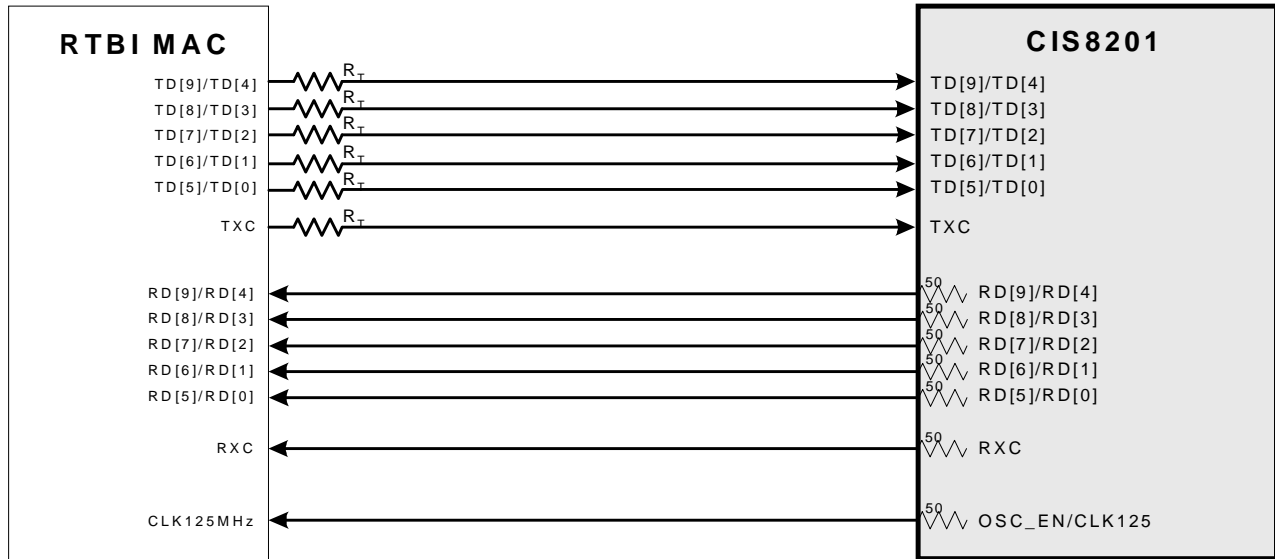 RTBI MAC
CIS8201
TD[9]/TD[4] R_T TD[9]/TD[4]
TD[8]/TD[3] R_T TD[8]/TD[3]
TD[7]/TD[2] R_T TD[7]/TD[2]
TD[6]/TD[1] R_T TD[6]/TD[1]
TD[5]/TD[0] R_T TD[5]/TD[0]
TXC R_T TXC
RD[9]/RD[4] 50 RD[9]/RD[4]
RD[8]/RD[3] 50 RD[8]/RD[3]
RD[7]/RD[2] 50 RD[7]/RD[2]
RD[6]/RD[1] 50 RD[6]/RD[1]
RD[5]/RD[0] 50 RD[5]/RD[0]
RXC 50 RXC
CLK125MHz 50 OSC_EN/CLK125